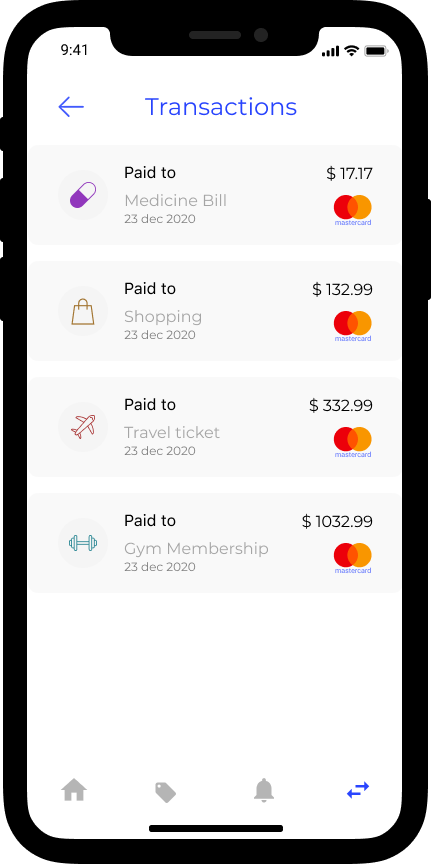 9:41
Transactions
Paid to
$ 17.17
Medicine Bill
23 dec 2020
mastercard
Paid to
$ 132.99
Shopping
23 dec 2020
mastercard
Paid to
$ 332.99
Travel ticket
23 dec 2020
mastercard
Paid to
$ 1032.99
Gym Membership
23 dec 2020
mastercard